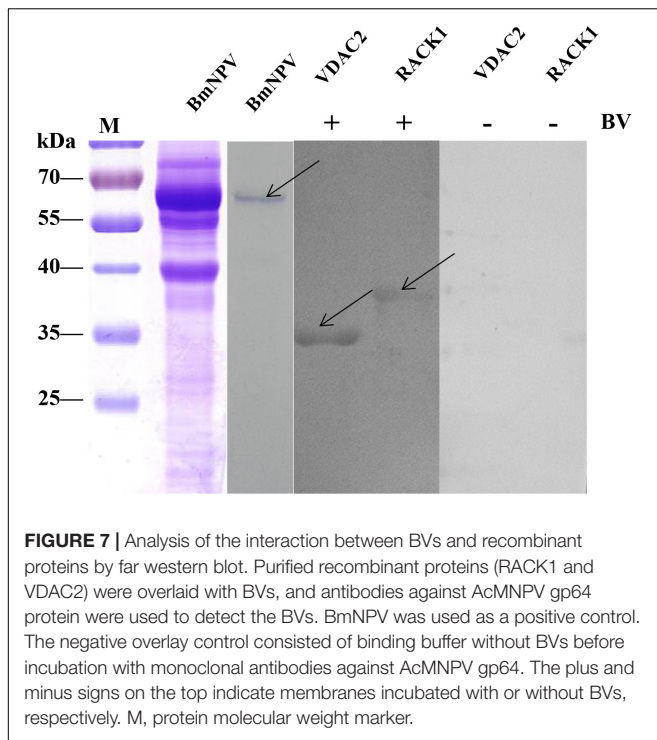 BmNPV
BmNPV
VDAC2
RACK1
VDAC2
RACK1
M + + - - BV
kDa
70
55
40
35
25
FIGURE 7 | Analysis of the interaction between BVs and recombinant
proteins by far western blot. Purified recombinant proteins (RACK1 and
VDAC2) were overlaid with BVs, and antibodies against AcMNPV gp64
protein were used to detect the BVs. BmNPV was used as a positive control.
The negative overlay control consisted of binding buffer without BVs before
incubation with monoclonal antibodies against AcMNPV gp64. The plus and
minus signs on the top indicate membranes incubated with or without BVs,
respectively. M, protein molecular weight marker.